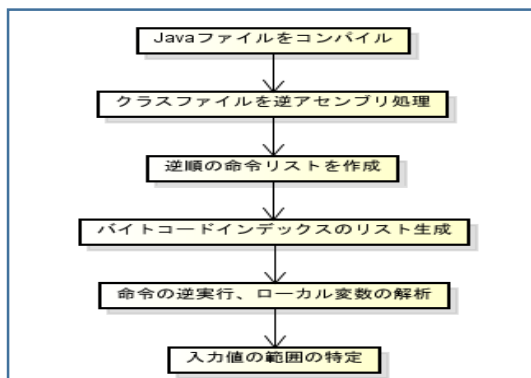 Javaファイルをコンパイル
クラスファイルを逆アセンブリ処理
逆順の命令リストを作成
バイトコードインデックスのリスト生成
命令の逆実行、ローカル変数の解析
入力値の範囲の特定